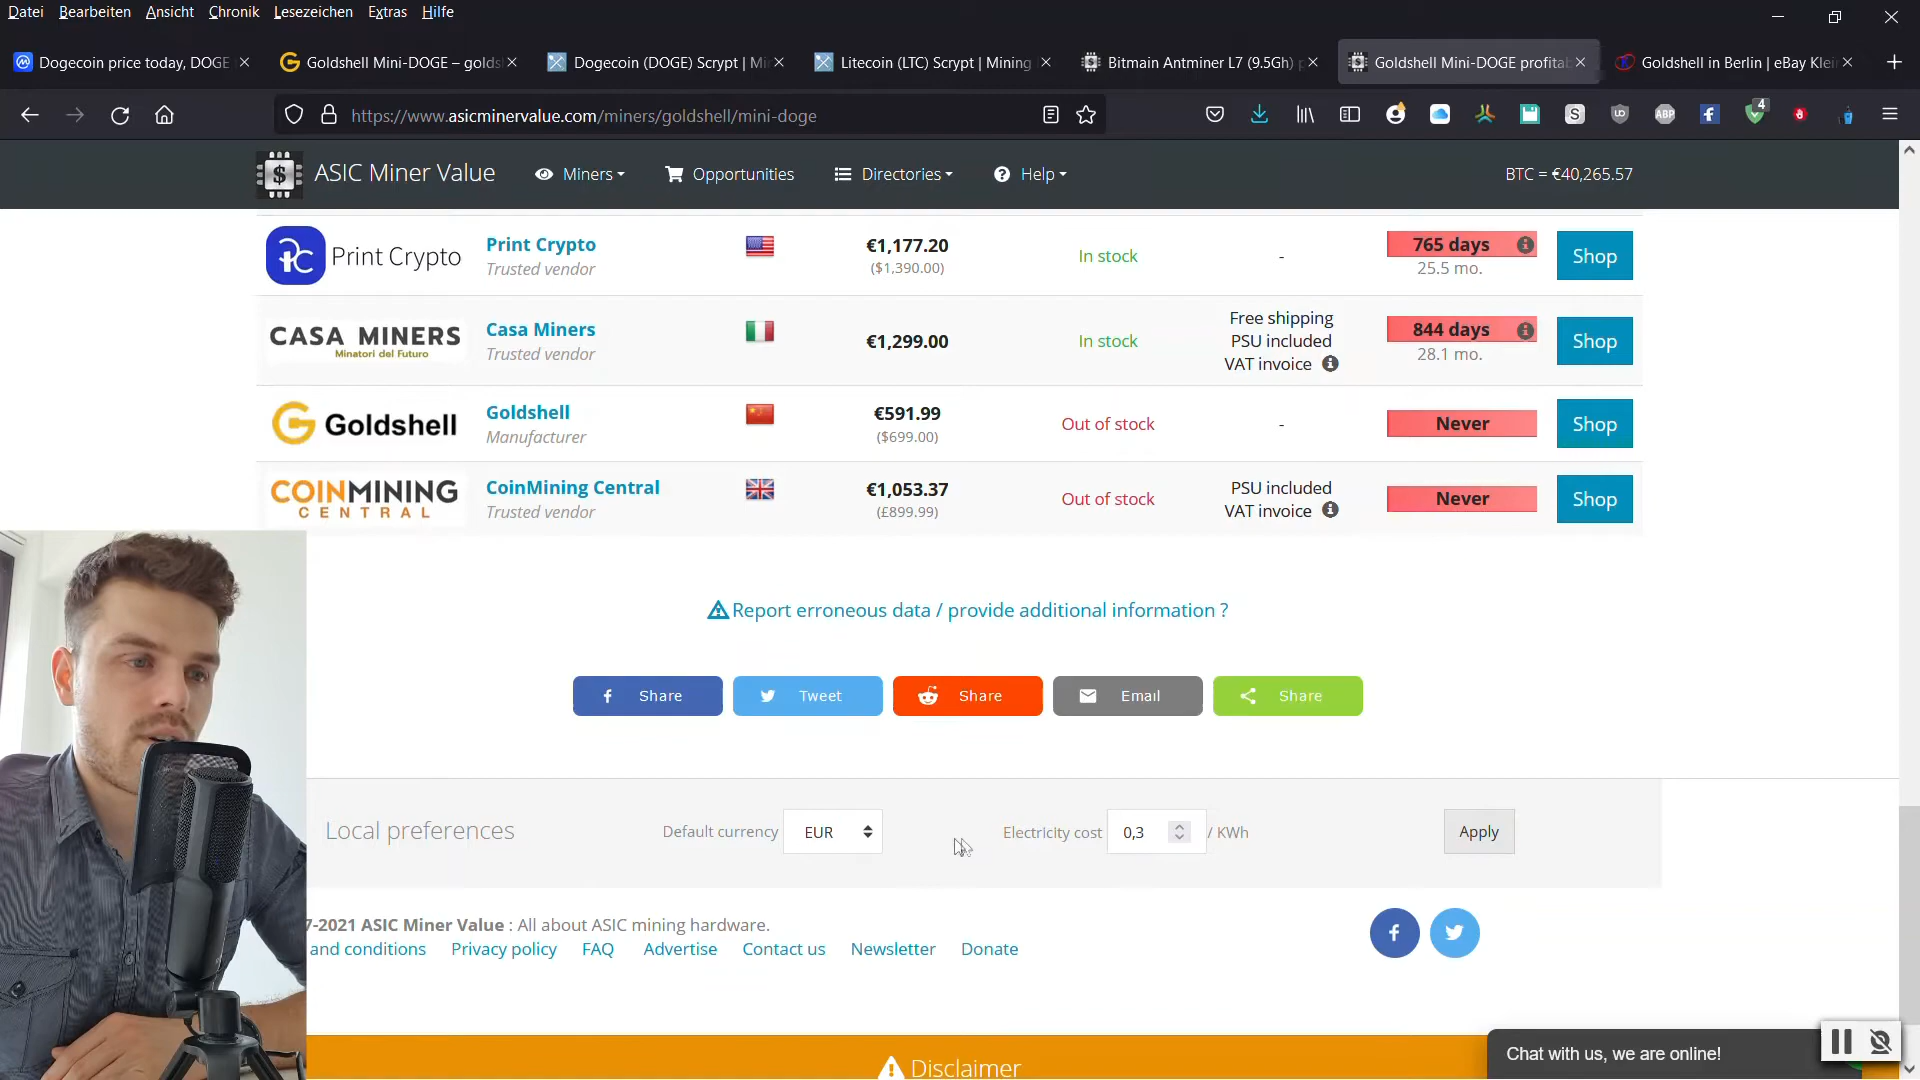 Datei Bearbeiten Ansicht Chronik Lesezeichen Extras Hilfe
Dogecoin price today, DOGE
Goldshell Mini-DOGE – golds
Dogecoin (DOGE) Scrypt | Mi
Litecoin (LTC) Scrypt | Mining
Bitmain Antminer L7 (9.5Gh)
Goldshell Mini-DOGE profitab
Goldshell in Berlin | eBay Klei
https://www.asicminervalue.com/miners/goldshell/mini-doge
S
UD
ABP
4
ASIC Miner Value
Miners
Opportunities
Directories
Help
BTC = €40,265.57
Print Crypto
Print Crypto
Trusted vendor
€1,177.20
($1,390.00)
In stock
-
765 days
25.5 mo.
Shop
CASA MINERS
Minatori del Futuro
Casa Miners
Trusted vendor
€1,299.00
In stock
Free shipping
PSU included
VAT invoice
844 days
28.1 mo.
Shop
Goldshell
Goldshell
Manufacturer
€591.99
($699.00)
Out of stock
-
Never
Shop
COINMINING
CENTRAL
CoinMining Central
Trusted vendor
€1,053.37
(£899.99)
Out of stock
PSU included
VAT invoice
Never
Shop
Report erroneous data / provide additional information ?
Share
Tweet
Share
Email
Share
Local preferences
Default currency EUR
Electricity cost 0,3 / KWh
Apply
7-2021 ASIC Miner Value : All about ASIC mining hardware.
and conditions Privacy policy FAQ Advertise Contact us Newsletter Donate
Disclaimer
Chat with us, we are online!